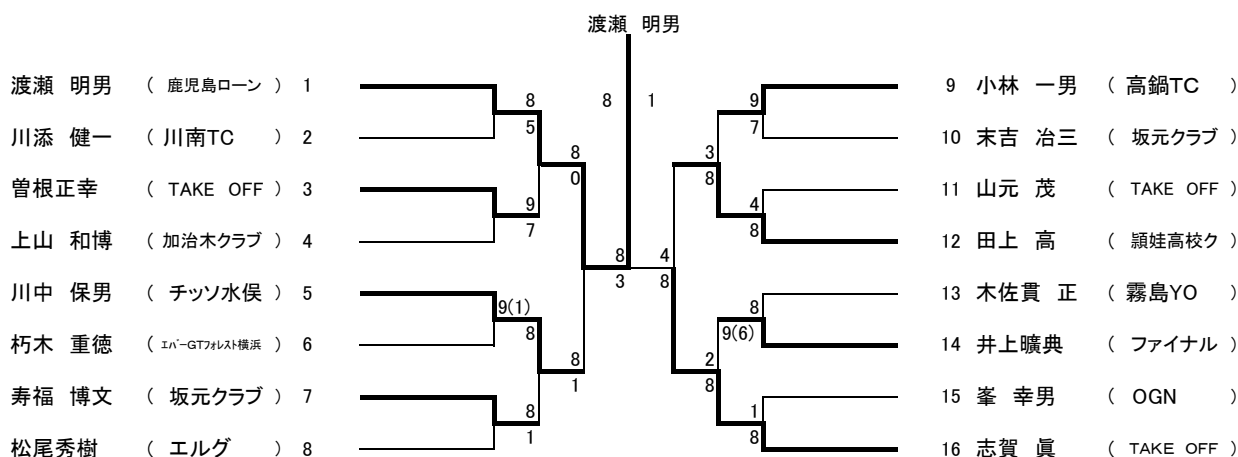 渡瀬 明男
8 1
渡瀬 明男 ( 鹿児島ローン ) 1
川添 健一 ( 川南TC ) 2
曽根正幸 ( TAKE OFF ) 3
上山 和博 ( 加治木クラブ ) 4
川中 保男 ( チッソ水俣 ) 5
朽木 重徳 ( エバーGTフォレスト横浜 ) 6
寿福 博文 ( 坂元クラブ ) 7
松尾秀樹 ( エルグ ) 8
8
5
9
7
9(1)
8
8
1
8
0
8
1
8
3
4
8
3
8
2
8
9
7
4
8
8
9(6)
1
8
9 小林 一男 ( 高鍋TC )
10 末吉 冶三 ( 坂元クラブ )
11 山元 茂 ( TAKE OFF )
12 田上 高 ( 頴娃高校ク )
13 木佐貫 正 ( 霧島YO )
14 井上曠典 ( ファイナル )
15 峯 幸男 ( OGN )
16 志賀 眞 ( TAKE OFF )